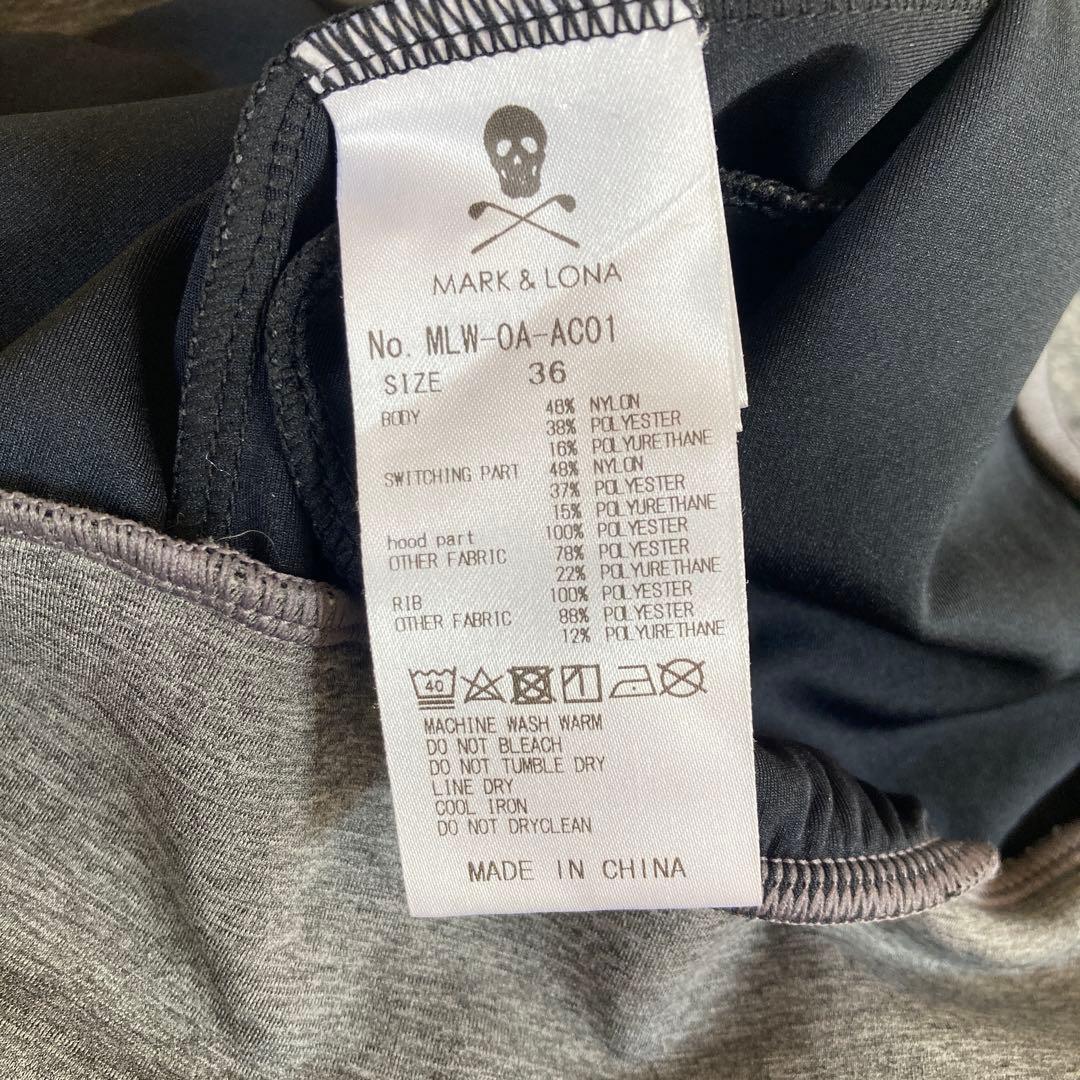 MARK & LONA
No. MLW-0A-AC01
SIZE 36
BODY 48% NYLON
38% POLYESTER
16% POLYURETHANE
SWITCHING PART 48% NYLON
37% POLYESTER
15% POLYURETHANE
hood part 100% POLYESTER
OTHER FABRIC 78% POLYESTER
22% POLYURETHANE
RIB 100% POLYESTER
OTHER FABRIC 88% POLYESTER
12% POLYURETHANE
40
MACHINE WASH WARM
DO NOT BLEACH
DO NOT TUMBLE DRY
LINE DRY
COOL IRON
DO NOT DRYCLEAN
MADE IN CHINA